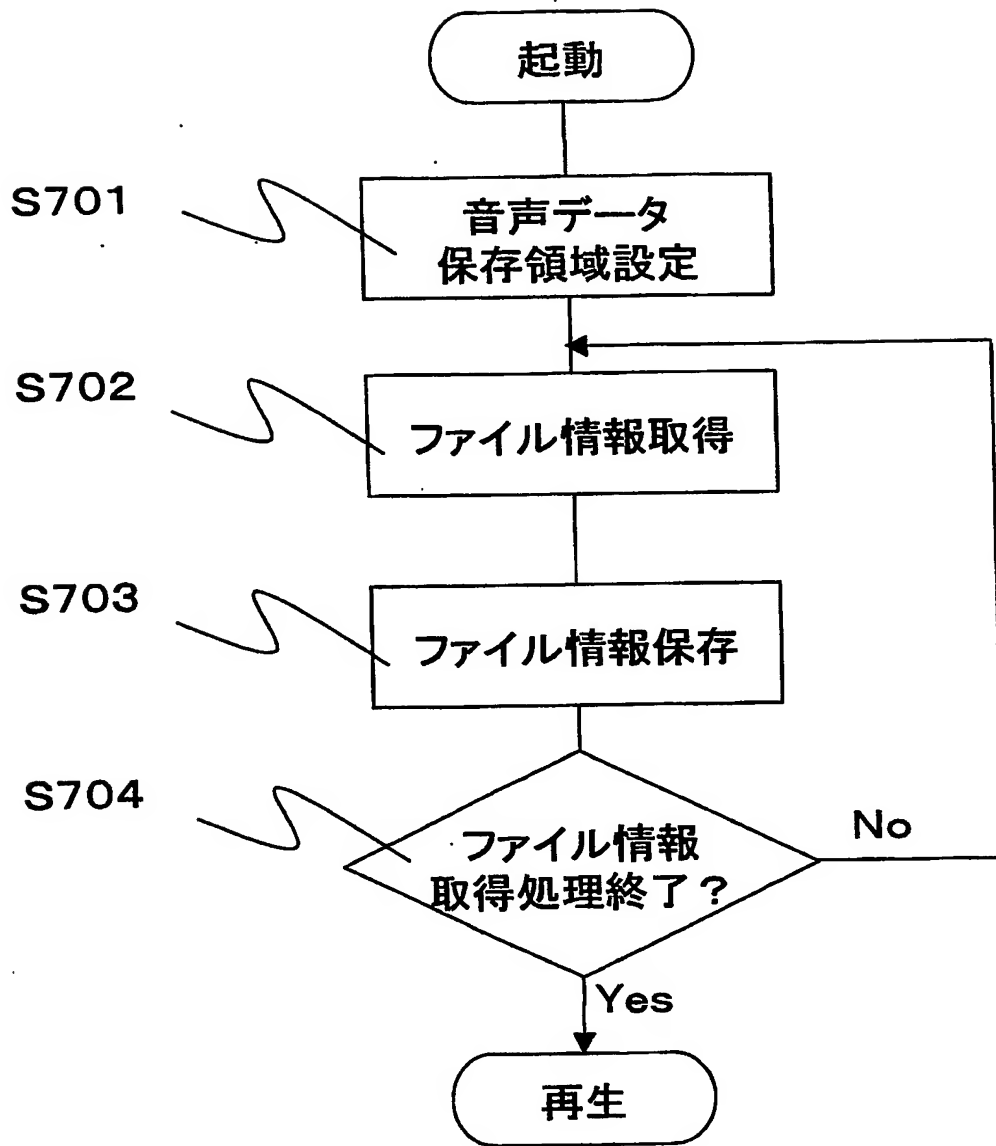 起動
S701
音声データ
保存領域設定
S702
ファイル情報取得
S703
ファイル情報保存
S704
ファイル情報
取得処理終了？
No
Yes
再生